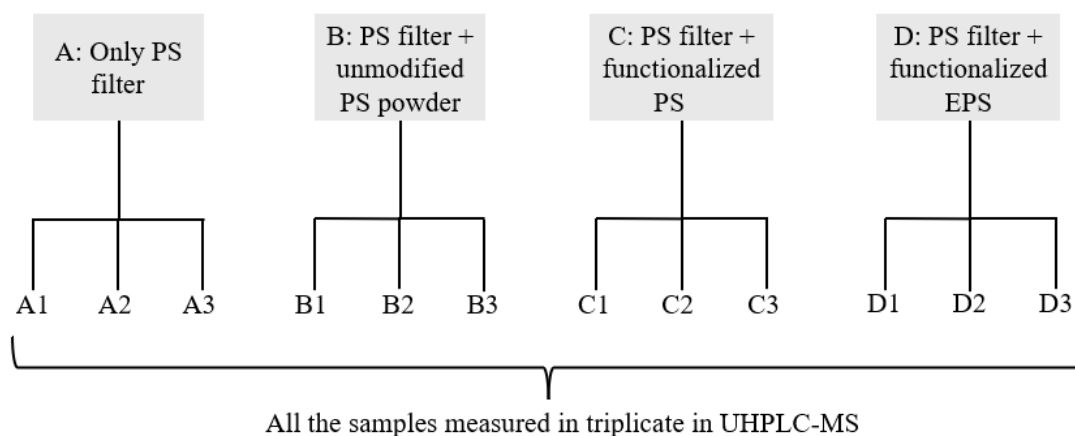 A: Only PS
filter
B: PS filter +
unmodified
PS powder
C: PS filter +
functionalized
PS
D: PS filter +
functionalized
EPS
A1 A2 A3 B1 B2 B3 C1 C2 C3 D1 D2 D3
All the samples measured in triplicate in UHPLC-MS